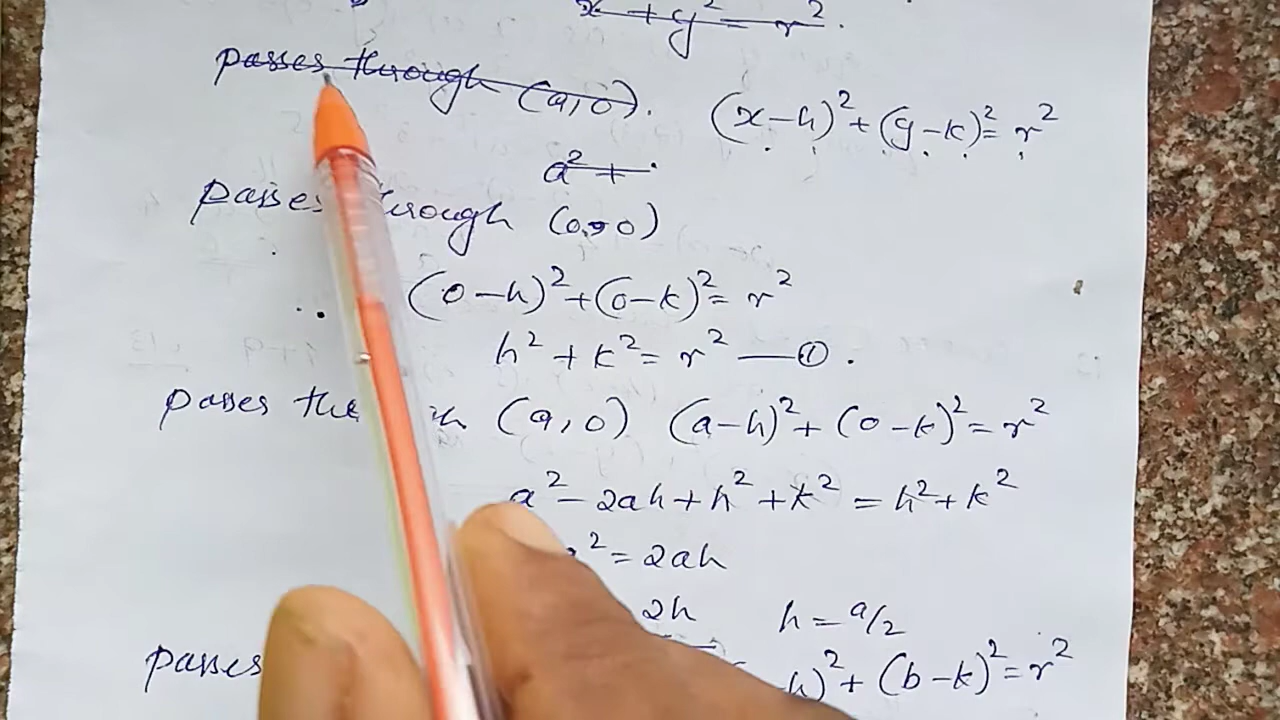 x + y² = r².
passes through (a, 0).
(x-h)² + (y-k)² = r²
a² +
passes through (0, 0)
(0-h)² + (0-k)² = r²
h² + k² = r² — ①.
passes (a, 0) (a-h)² + (0-k)² = r²
a² - 2ah + h² + k² = h² + k²
² = 2ah
2h h = a/2
passes h)² + (b-k)² = r²